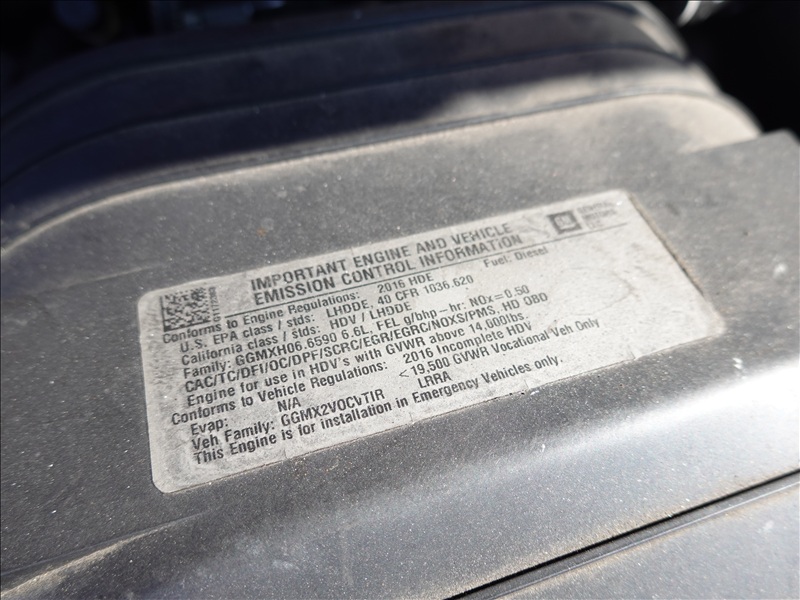 IMPORTANT ENGINE AND VEHICLE
EMISSION CONTROL INFORMATION
GM
Conforms to Engine Regulations: 2016 HDE Fuel: Diesel
U.S. EPA class / stds: LHDDE, 40 CFR 1036.620
California class / stds: HDV / LHDDE
Family: GGMXH06.6590 6.6L, FEL g/bhp-hr: NOx=0.50
CAC/TC/DFI/OC/DPF/SCRC/EGR/EGRC/NOXS/PMS, HD OBD
Engine for use in HDV's with GVWR above 14,000lbs.
Conforms to Vehicle Regulations: 2016 Incomplete HDV
Evap: N/A <19,500 GVWR Vocational Veh Only
Veh Family: GGMX2VOCVTIR LRRA
This Engine is for installation in Emergency Vehicles only.